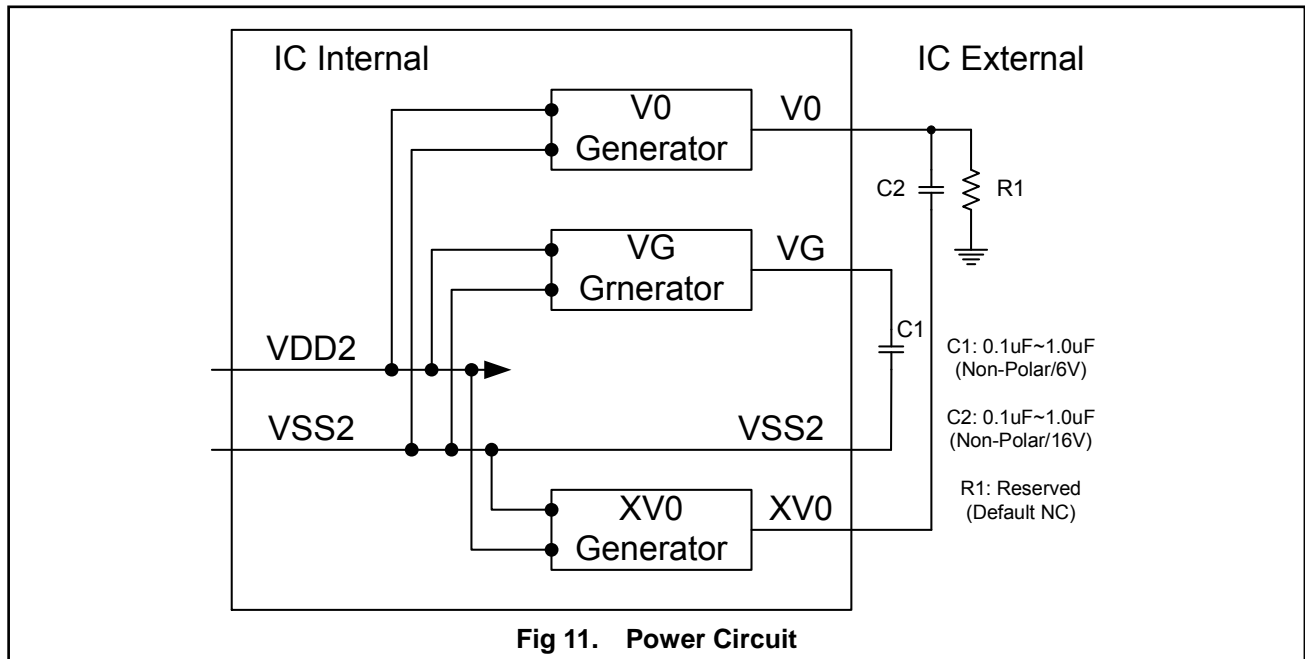 IC Internal
IC External
V0
Generator
V0
C2
R1
VG
Grnerator
VG
C1
VDD2
C1: 0.1uF~1.0uF
(Non-Polar/6V)
VSS2
VSS2
C2: 0.1uF~1.0uF
(Non-Polar/16V)
XV0
Generator
XV0
R1: Reserved
(Default NC)
Fig 11. Power Circuit